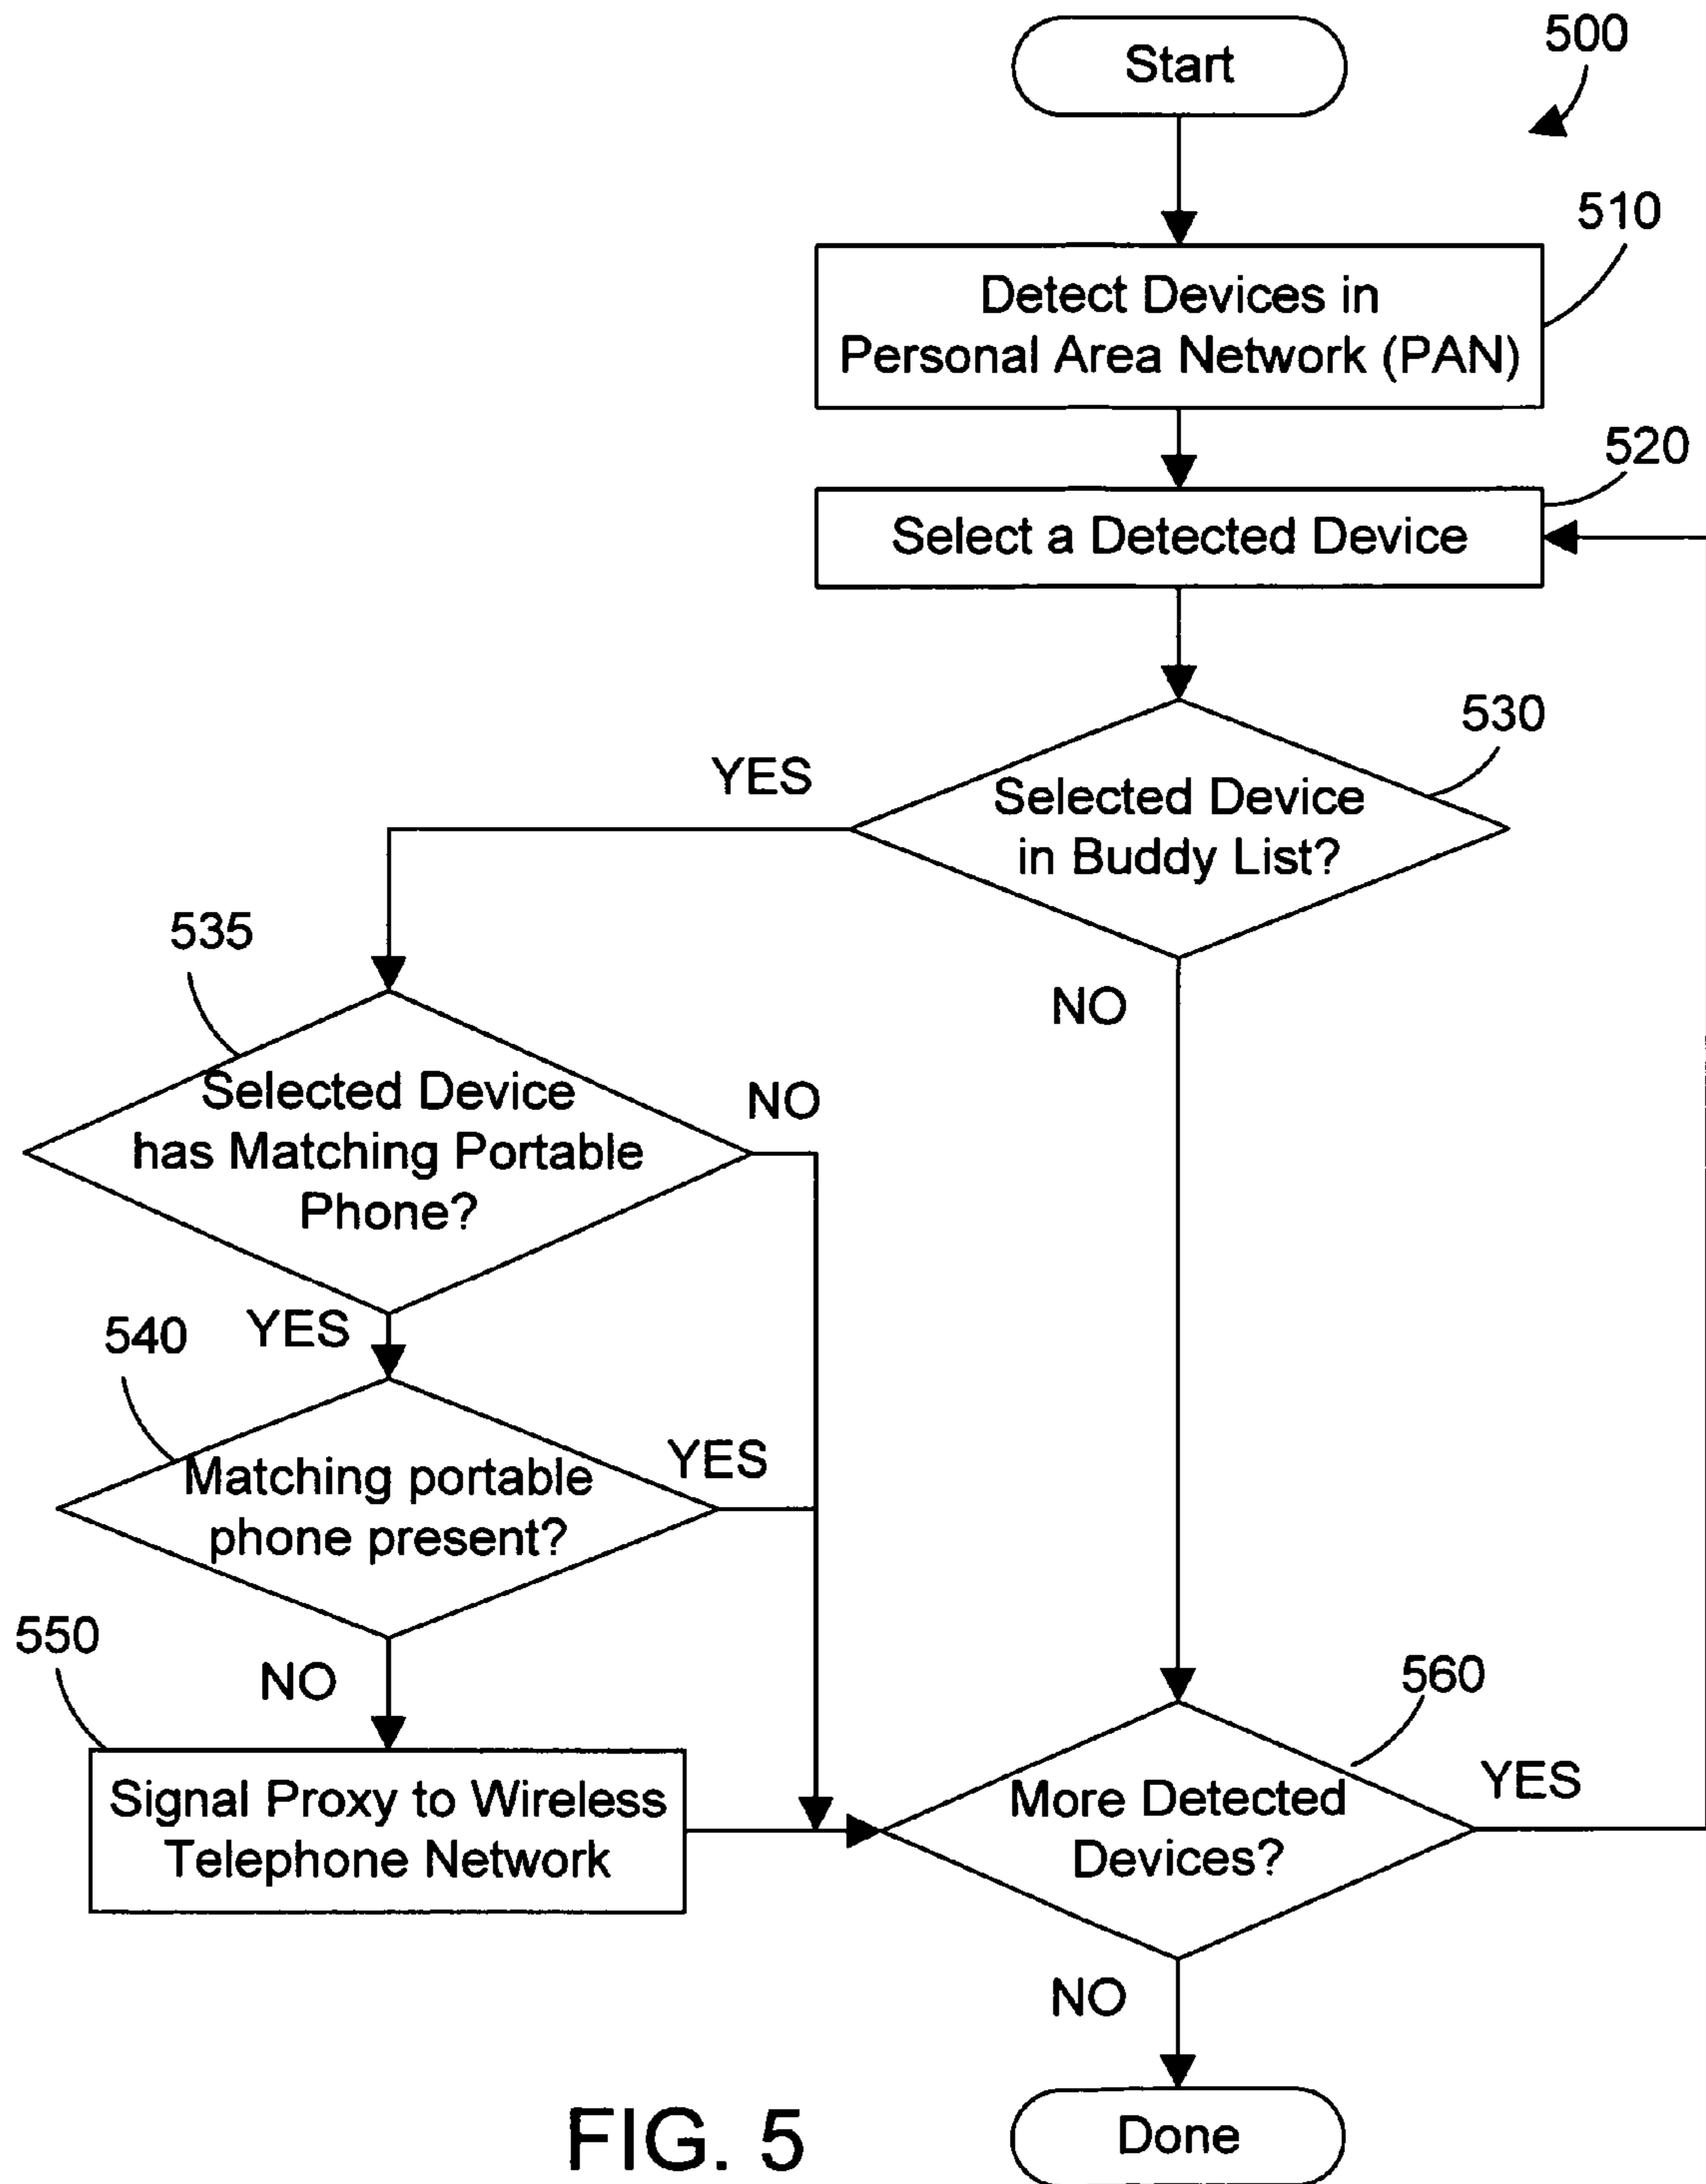 Start
500
510
Detect Devices in
Personal Area Network (PAN)
520
Select a Detected Device
530
YES
Selected Device
in Buddy List?
535
NO
Selected Device
has Matching Portable
Phone?
NO
YES
540
Matching portable
phone present?
YES
550
NO
Signal Proxy to Wireless
Telephone Network
560
More Detected
Devices?
YES
NO
Done
FIG. 5